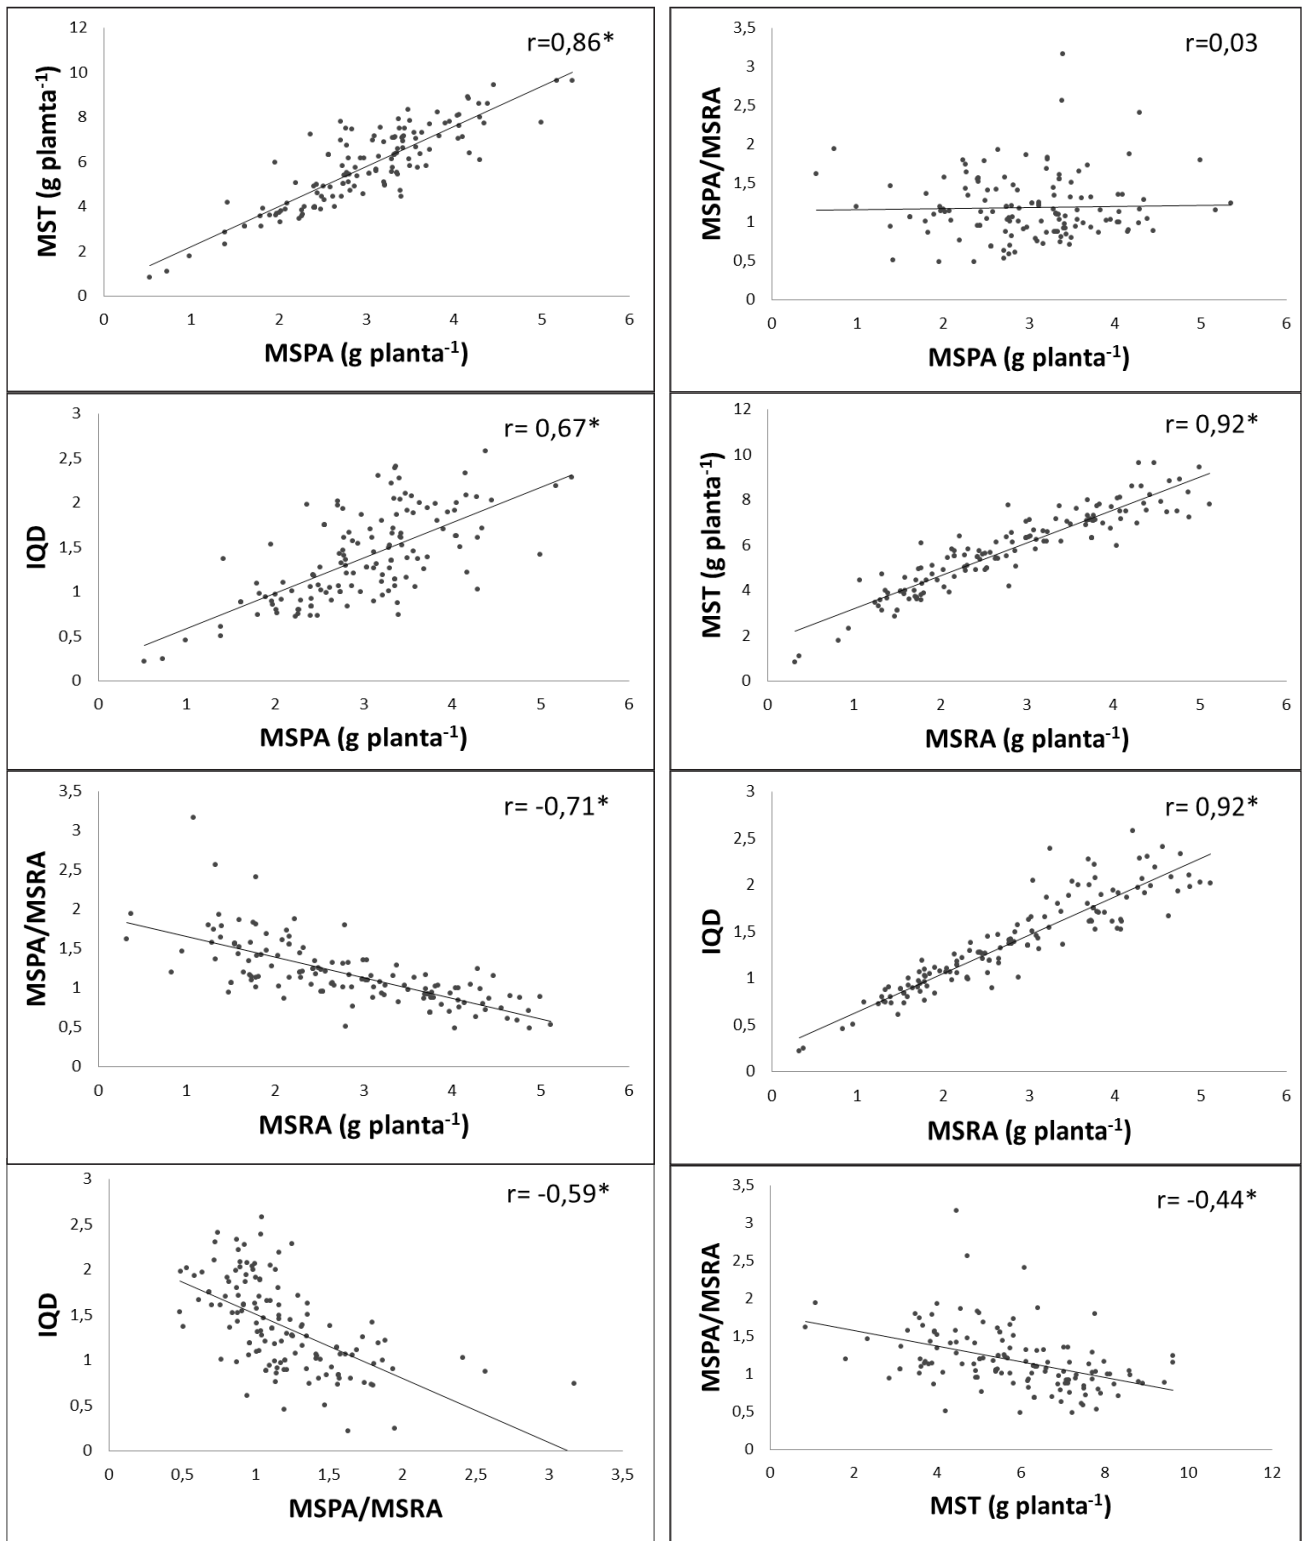 r=0,86*
MST (g plamta-1)
12
10
8
6
4
2
0
0 1 2 3 4 5 6
MSPA (g planta-1)
r=0,03
MSPA/MSRA
3,5
3
2,5
2
1,5
1
0,5
0
0 1 2 3 4 5 6
MSPA (g planta-1)
r= 0,67*
IQD
3
2,5
2
1,5
1
0,5
0
0 1 2 3 4 5 6
MSPA (g planta-1)
r= 0,92*
MST (g planta-1)
12
10
8
6
4
2
0
0 1 2 3 4 5 6
MSRA (g planta-1)
r= -0,71*
MSPA/MSRA
3,5
3
2,5
2
1,5
1
0,5
0
0 1 2 3 4 5 6
MSRA (g planta-1)
r= 0,92*
IQD
3
2,5
2
1,5
1
0,5
0
0 1 2 3 4 5 6
MSRA (g planta-1)
r= -0,59*
IQD
3
2,5
2
1,5
1
0,5
0
0 0,5 1 1,5 2 2,5 3 3,5
MSPA/MSRA
r= -0,44*
MSPA/MSRA
3,5
3
2,5
2
1,5
1
0,5
0
0 2 4 6 8 10 12
MST (g planta-1)